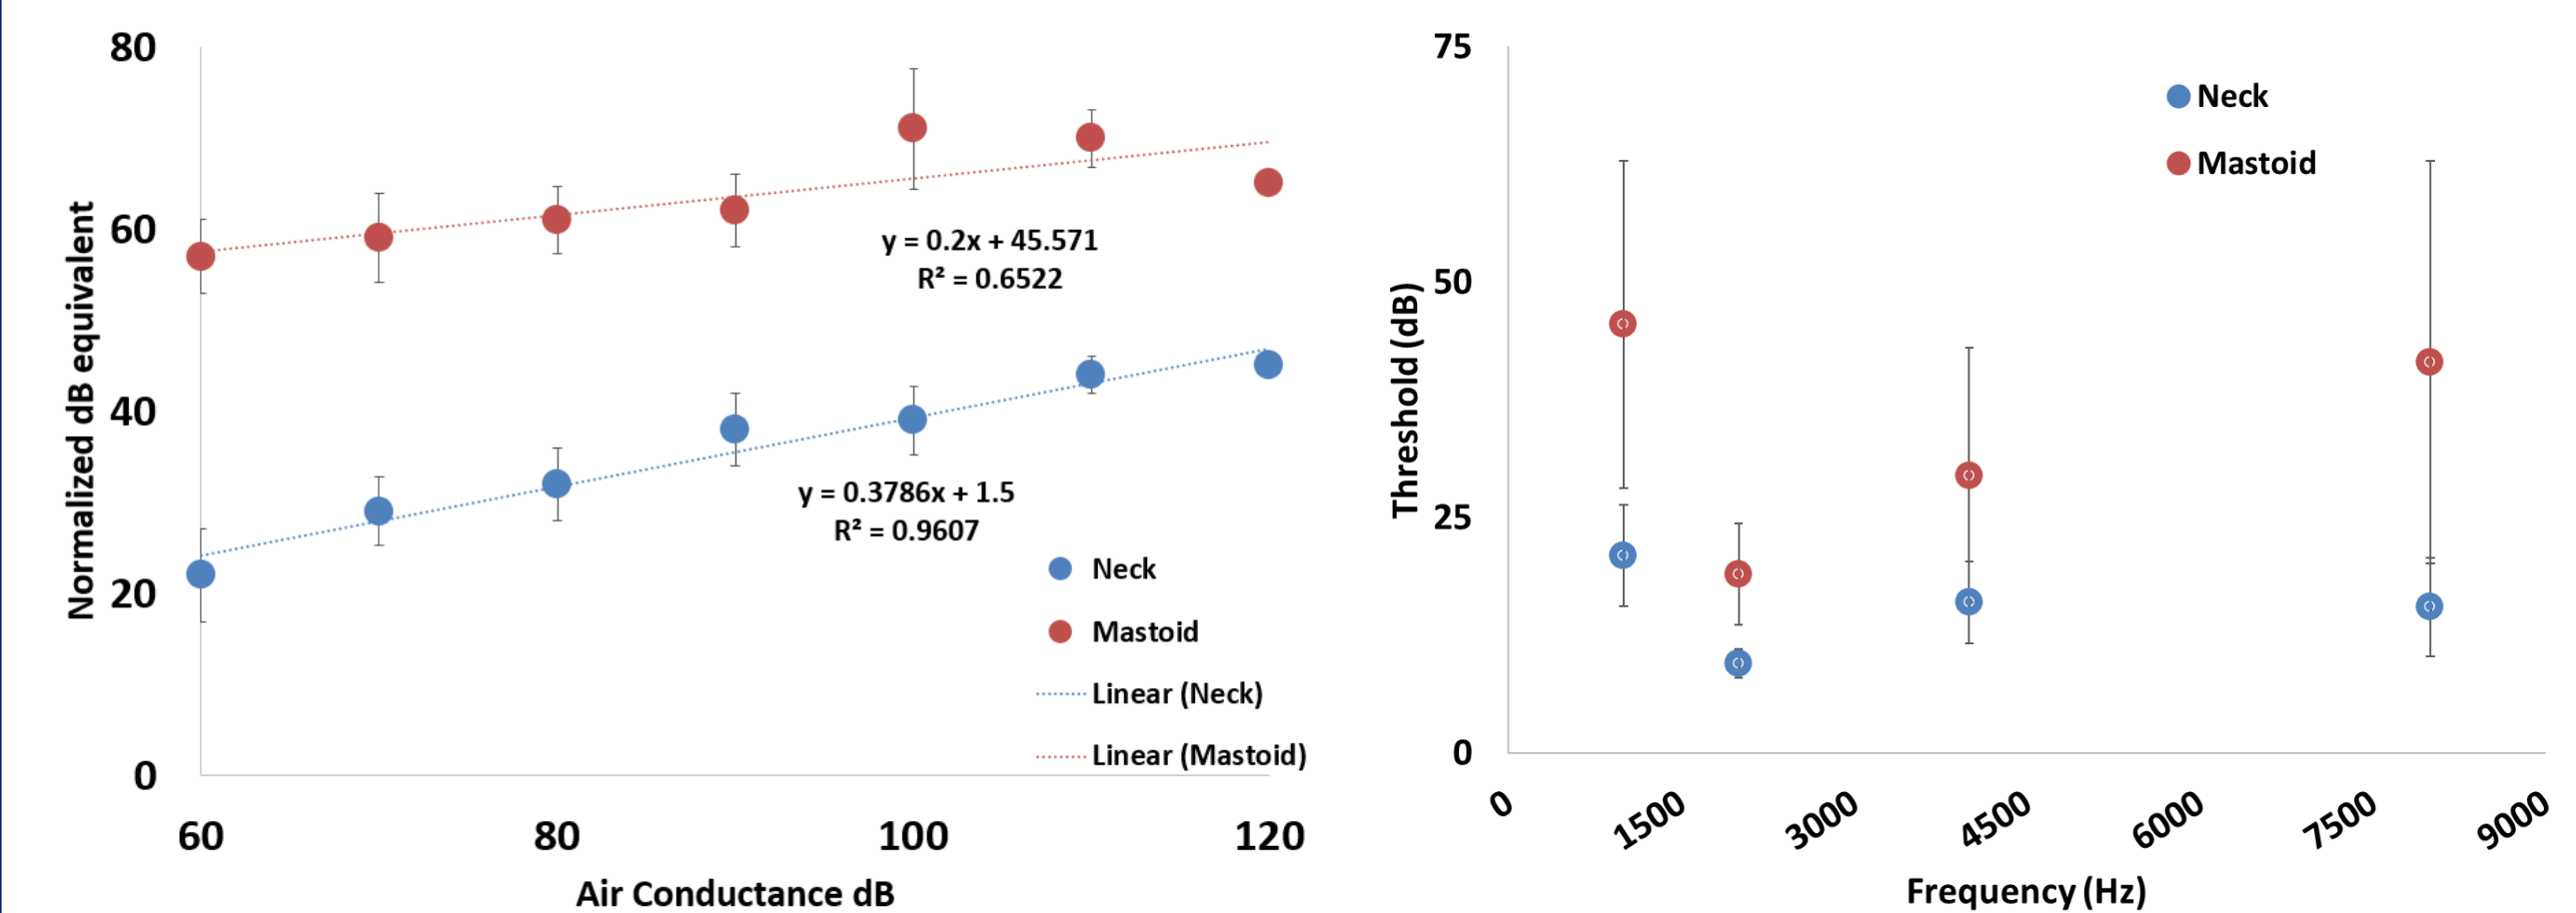 80
60
40
20
0
60
80
100
120
Normalized dB equivalent
Air Conductance dB
y = 0.2x + 45.571
R² = 0.6522
y = 0.3786x + 1.5
R² = 0.9607
Neck
Mastoid
Linear (Neck)
Linear (Mastoid)
75
50
25
0
0
1500
3000
4500
6000
7500
9000
Threshold (dB)
Frequency (Hz)
Neck
Mastoid